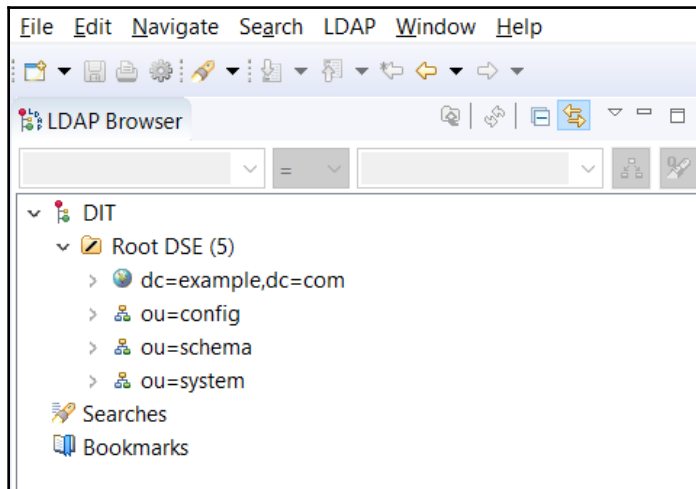 File Edit Navigate Search LDAP Window Help
LDAP Browser
=
DIT
Root DSE (5)
dc=example,dc=com
ou=config
ou=schema
ou=system
Searches
Bookmarks